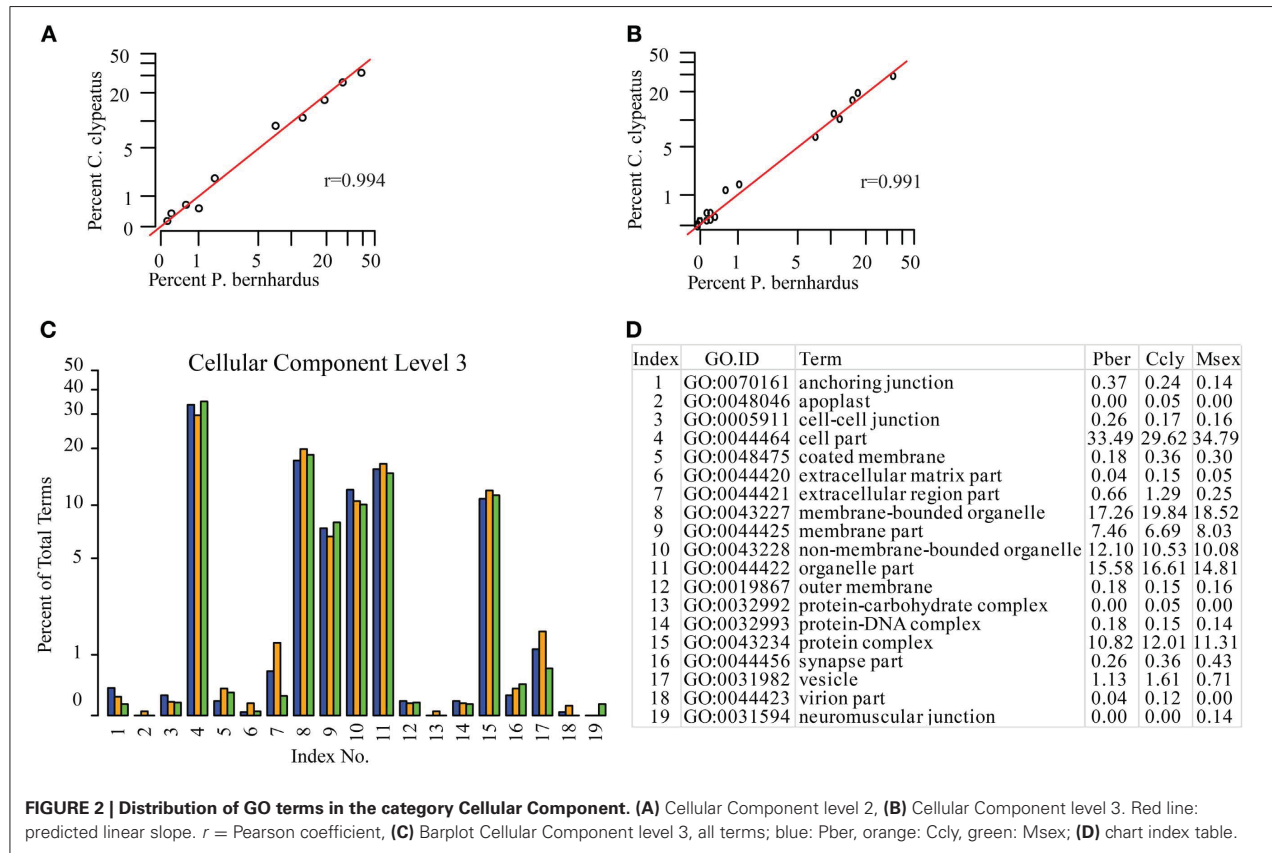 A
50
20
5
1
0
Percent C. clypeatus
r=0.994
0 1 5 20 50
Percent P. bernhardus
B
50
20
5
1
Percent C. clypeatus
r=0.991
0 1 5 20 50
Percent P. bernhardus
C
Cellular Component Level 3
50
40
30
20
10
5
1
0
Percent of Total Terms
1 2 3 4 5 6 7 8 9 10 11 12 13 14 15 16 17 18 19
Index No.
D
Index GO.ID Term Pber Ccly Msex
1 GO:0070161 anchoring junction 0.37 0.24 0.14
2 GO:0048046 apoplast 0.00 0.05 0.00
3 GO:0005911 cell-cell junction 0.26 0.17 0.16
4 GO:0044464 cell part 33.49 29.62 34.79
5 GO:0048475 coated membrane 0.18 0.36 0.30
6 GO:0044420 extracellular matrix part 0.04 0.15 0.05
7 GO:0044421 extracellular region part 0.66 1.29 0.25
8 GO:0043227 membrane-bounded organelle 17.26 19.84 18.52
9 GO:0044425 membrane part 7.46 6.69 8.03
10 GO:0043228 non-membrane-bounded organelle 12.10 10.53 10.08
11 GO:0044422 organelle part 15.58 16.61 14.81
12 GO:0019867 outer membrane 0.18 0.15 0.16
13 GO:0032992 protein-carbohydrate complex 0.00 0.05 0.00
14 GO:0032993 protein-DNA complex 0.18 0.15 0.14
15 GO:0043234 protein complex 10.82 12.01 11.31
16 GO:0044456 synapse part 0.26 0.36 0.43
17 GO:0031982 vesicle 1.13 1.61 0.71
18 GO:0044423 virion part 0.04 0.12 0.00
19 GO:0031594 neuromuscular junction 0.00 0.00 0.14
FIGURE 2 | Distribution of GO terms in the category Cellular Component. (A) Cellular Component level 2, (B) Cellular Component level 3. Red line:
predicted linear slope. r = Pearson coefficient, (C) Barplot Cellular Component level 3, all terms; blue: Pber, orange: Ccly, green: Msex; (D) chart index table.